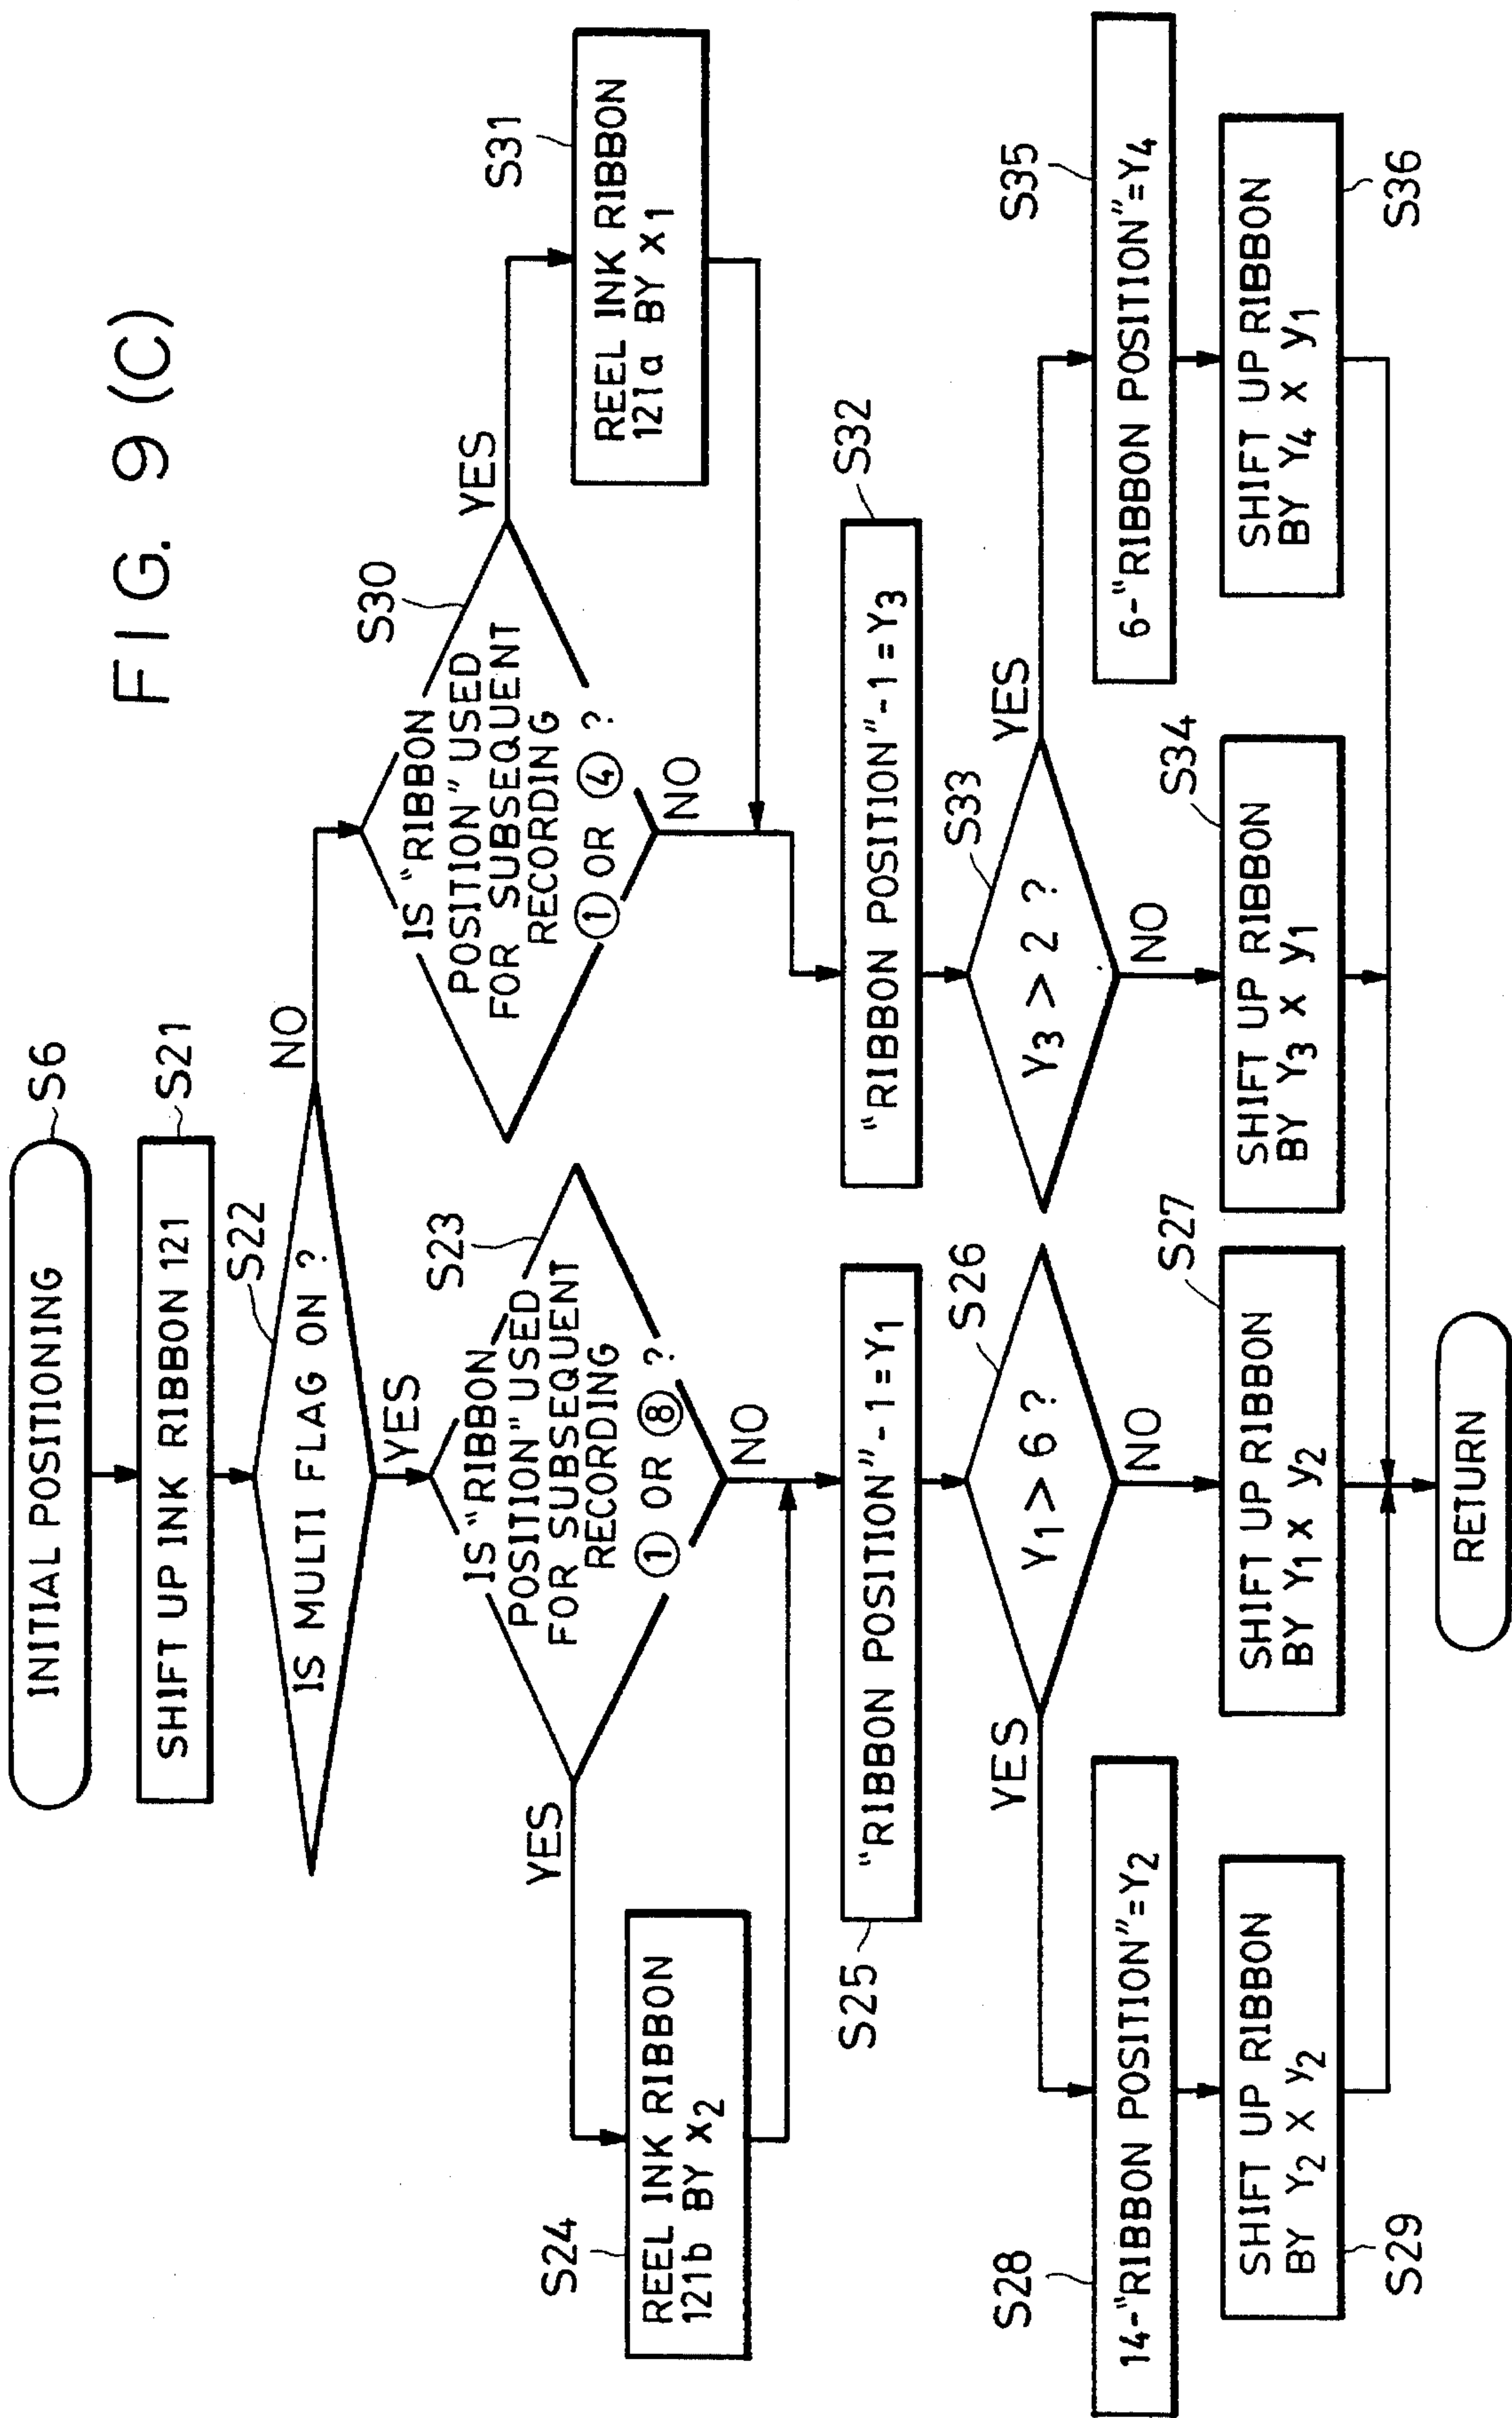 FIG. 9 (C)
INITIAL POSITIONING
S6
SHIFT UP INK RIBBON 121
S21
IS MULTI FLAG ON ?
S22
NO
YES
IS "RIBBON
POSITION" USED
FOR SUBSEQUENT
RECORDING
① OR ⑧ ?
S23
YES
NO
REEL INK RIBBON
121b BY x₂
S24
"RIBBON POSITION"-1=Y₁
S25
Y₁ > 6 ?
S26
YES
NO
SHIFT UP RIBBON
BY Y₁ x y₂
S27
14-"RIBBON POSITION"=Y₂
S28
SHIFT UP RIBBON
BY Y₂ x y₂
S29
IS "RIBBON
POSITION" USED
FOR SUBSEQUENT
RECORDING
① OR ④ ?
S30
YES
NO
REEL INK RIBBON
121a BY x₁
S31
"RIBBON POSITION"-1=Y₃
S32
Y₃ > 2 ?
S33
YES
NO
SHIFT UP RIBBON
BY Y₃ x y₁
S34
6-"RIBBON POSITION"=Y₄
S35
SHIFT UP RIBBON
BY Y₄ x y₁
S36
RETURN